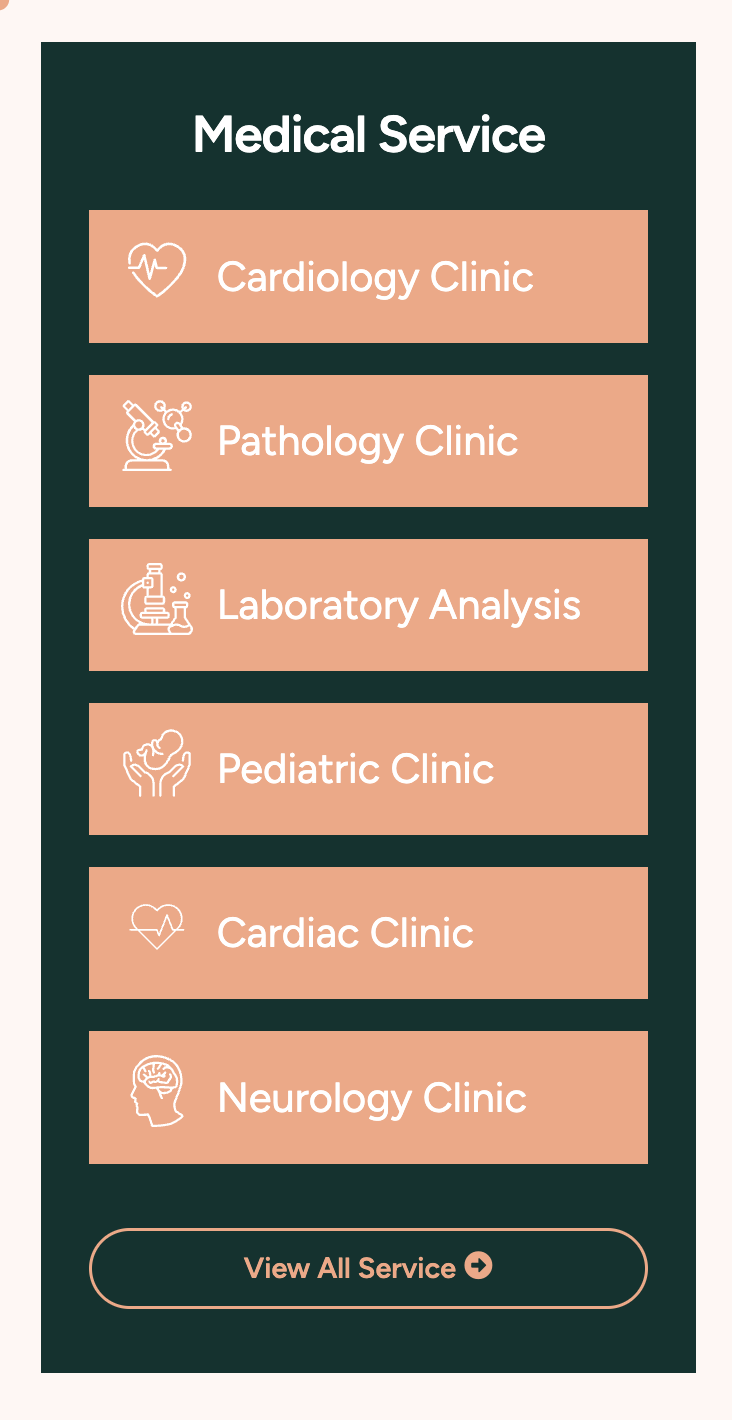 Medical Service
Cardiology Clinic
Pathology Clinic
Laboratory Analysis
Pediatric Clinic
Cardiac Clinic
Neurology Clinic
View All Service